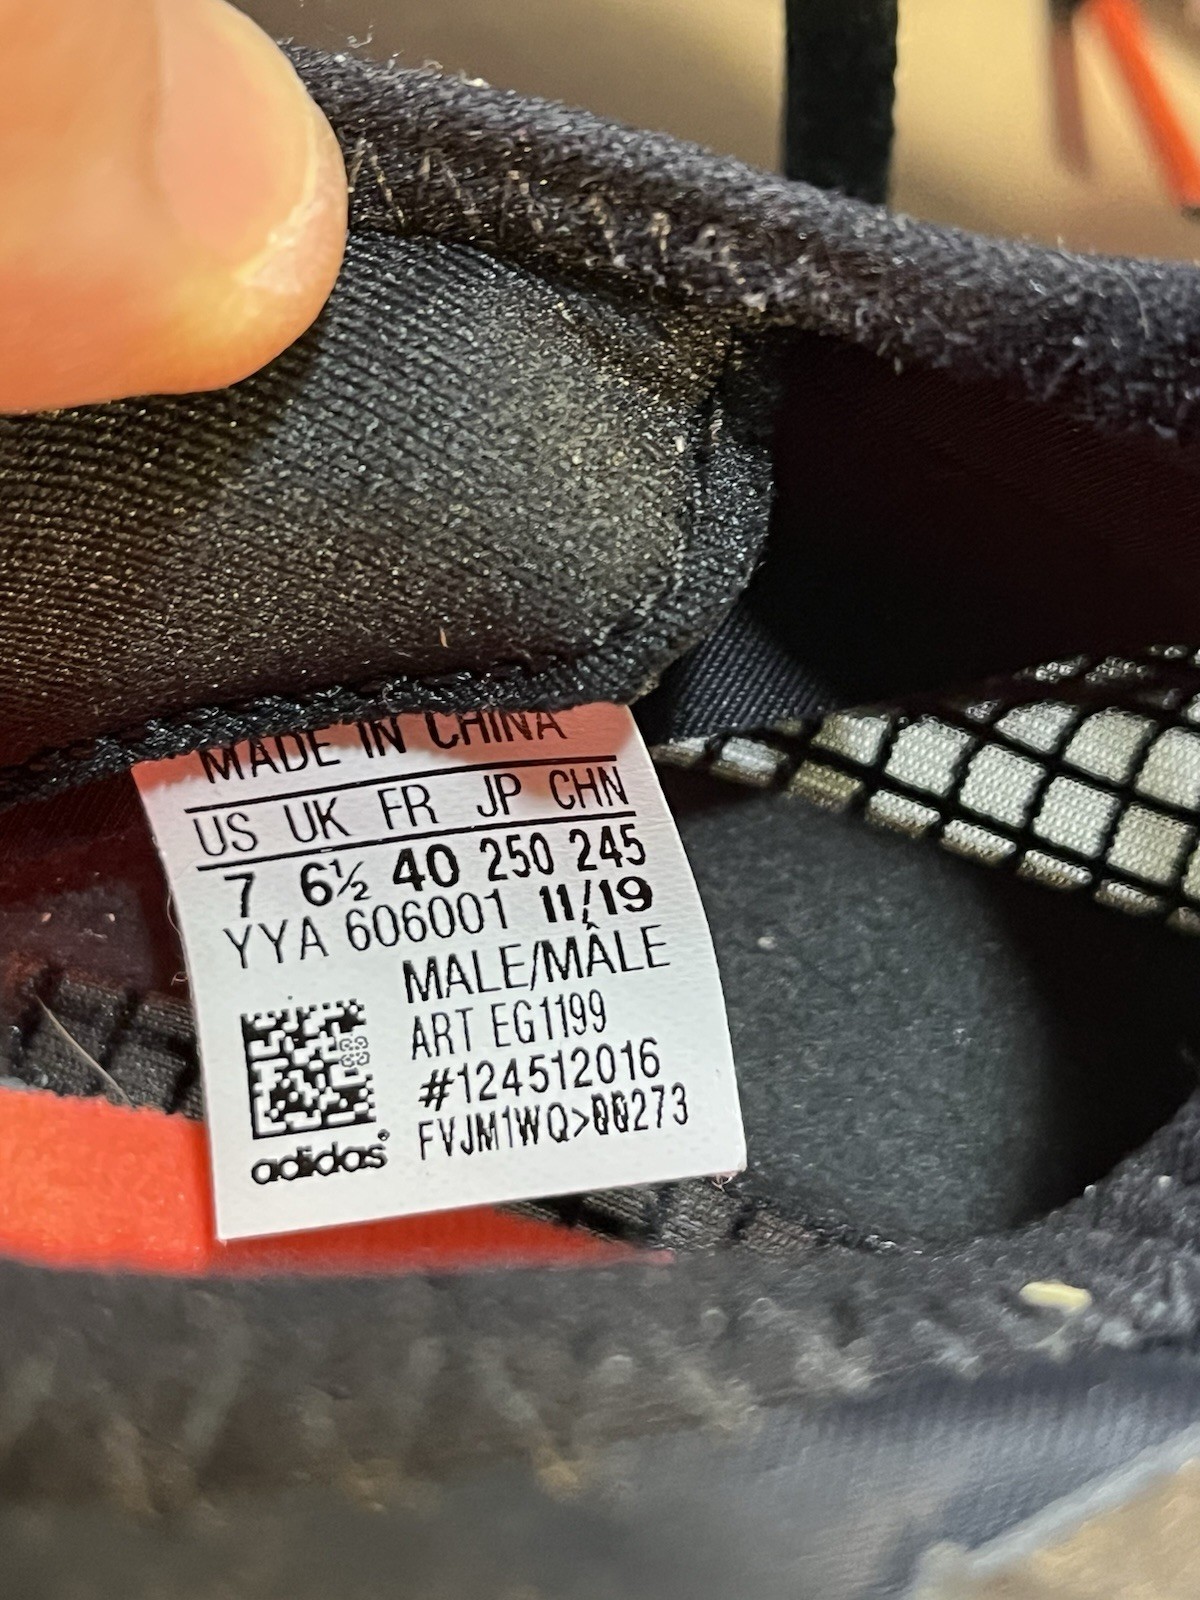 MADE IN CHINA
US UK FR JP CHN
7 6½ 40 250 245
YYA 606001 11/19
MALE/MÂLE
ART EG1199
#124512016
FVJM1WQ>00273
adidas®